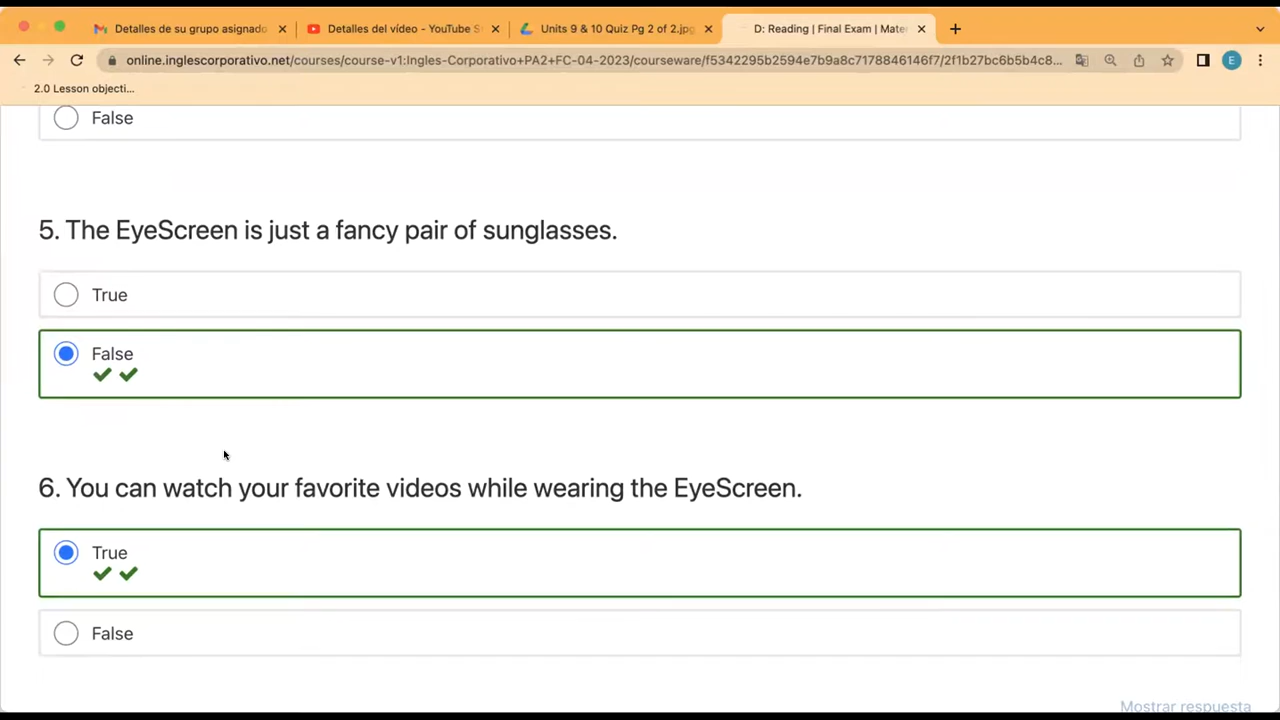 Detalles de su grupo asignado
Detalles del vídeo - YouTube S
Units 9 & 10 Quiz Pg 2 of 2.jpg
D: Reading | Final Exam | Mater
online.inglescorporativo.net/courses/course-v1:Ingles-Corporativo+PA2+FC-04-2023/courseware/f5342295b2594e7b9a8c7178846146f7/2f1b27bc6b5b4c8...
E
2.0 Lesson objecti...
False
5. The EyeScreen is just a fancy pair of sunglasses.
True
False
6. You can watch your favorite videos while wearing the EyeScreen.
True
False
Mostrar respuesta